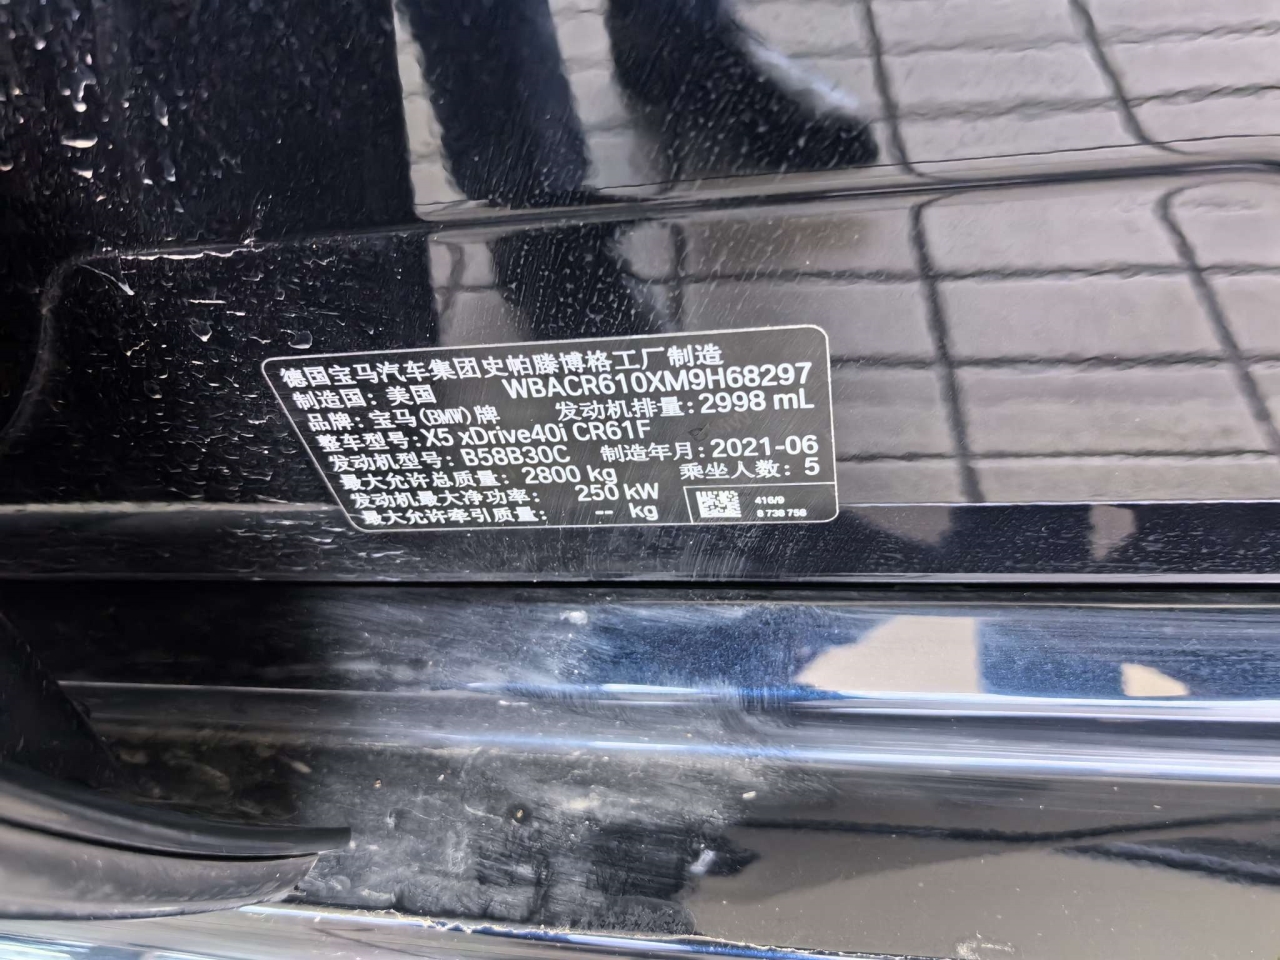 德国宝马汽车集团史帕滕博格工厂制造
制造国：美国 WBACR610XM9H68297
品牌：宝马(BMW)牌 发动机排量：2998 mL
整车型号：X5 xDrive40i CR61F
发动机型号：B58B30C 制造年月：2021-06
最大允许总质量：2800 kg 乘坐人数：5
发动机最大净功率：250 kW
最大允许牵引质量：-- kg